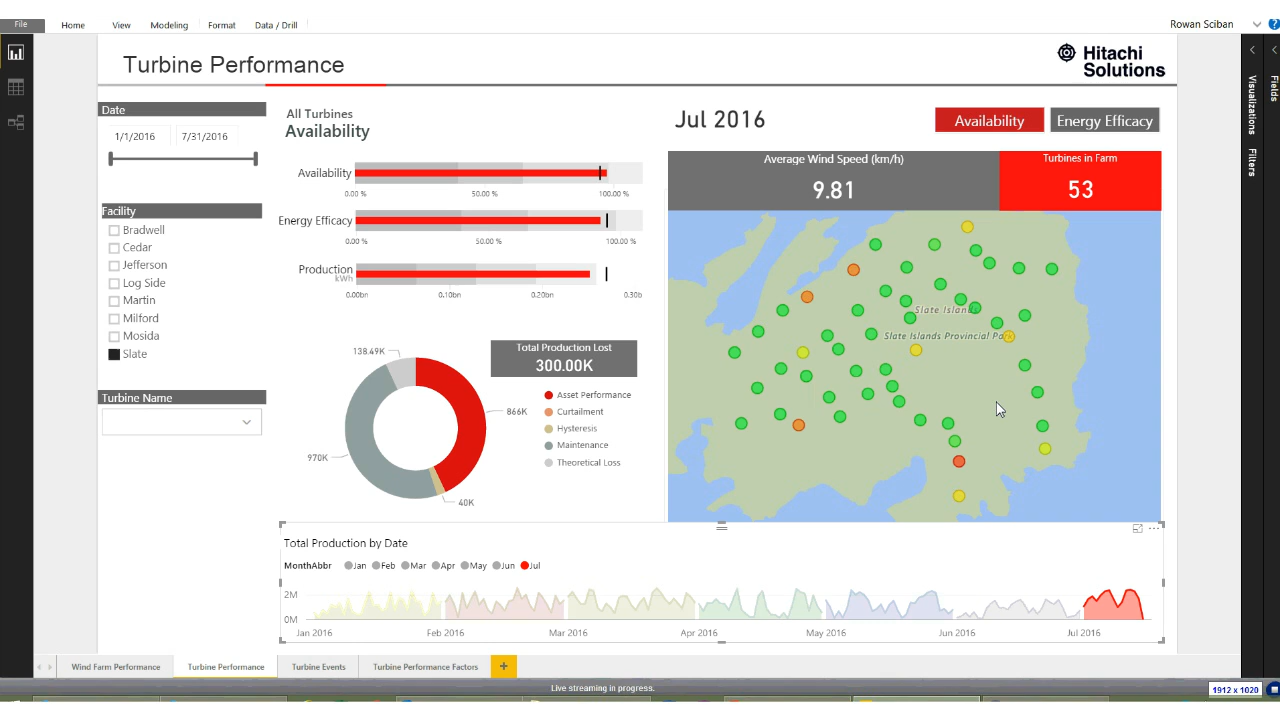 File Home View Modeling Format Data / Drill Rowan Sciban ?
Turbine Performance
Hitachi
Solutions
Visualizations
Filters
Fields
Date
1/1/2016 7/31/2016
Facility
Bradwell
Cedar
Jefferson
Log Side
Martin
Milford
Mosida
Slate
Turbine Name
All Turbines
Availability
Availability
0.00 % 50.00 % 100.00 %
Energy Efficacy
0.00 % 50.00 % 100.00 %
Production
kWh
0.00bn 0.10bn 0.20bn 0.30b
138.49K
866K
970K
40K
Total Production Lost
300.00K
Asset Performance
Curtailment
Hysteresis
Maintenance
Theoretical Loss
Jul 2016
Availability Energy Efficacy
Average Wind Speed (km/h)
9.81
Turbines in Farm
53
Slate Islands
Slate Islands Provincial Park
Total Production by Date
MonthAbbr Jan Feb Mar Apr May Jun Jul
2M
0M
Jan 2016 Feb 2016 Mar 2016 Apr 2016 May 2016 Jun 2016 Jul 2016
Wind Farm Performance Turbine Performance Turbine Events Turbine Performance Factors +
Live streaming in progress.
1912 x 1020